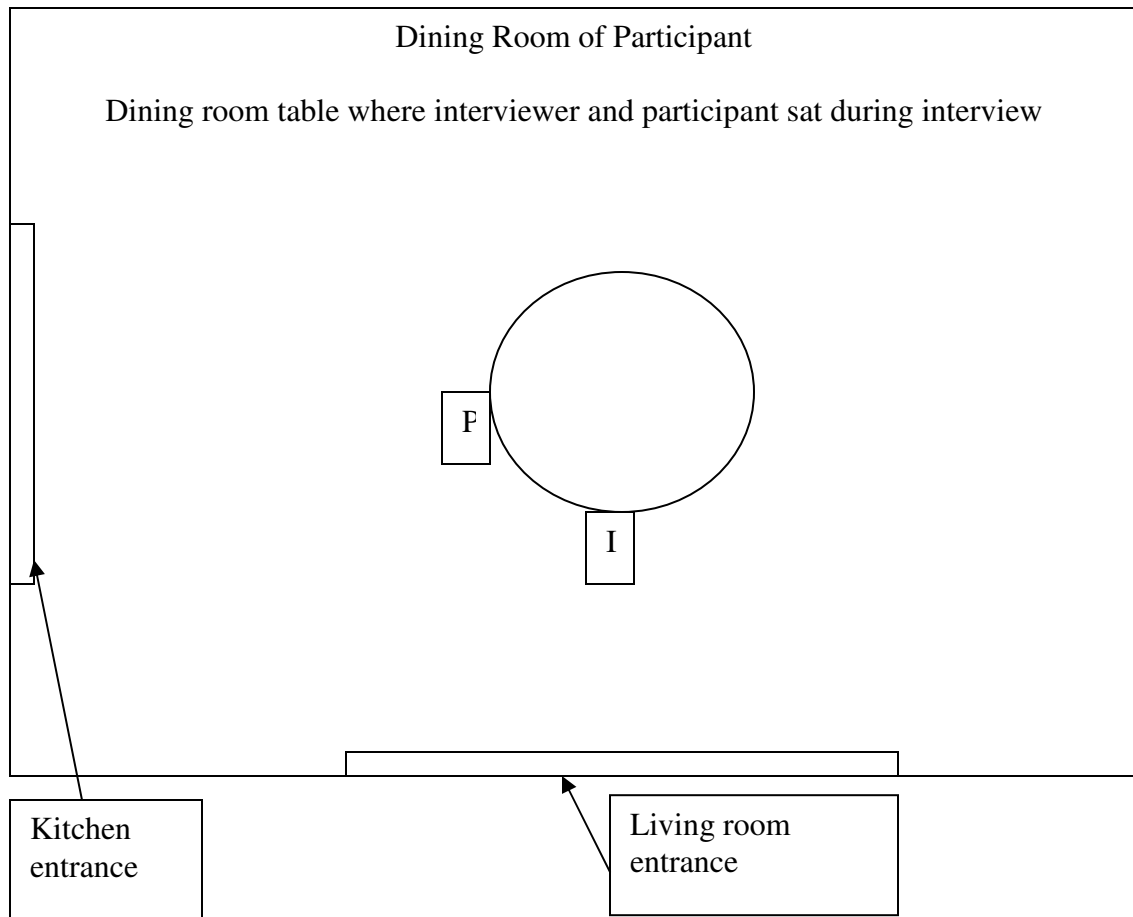 Dining Room of Participant
Dining room table where interviewer and participant sat during interview
P
I
Kitchen
entrance
Living room
entrance